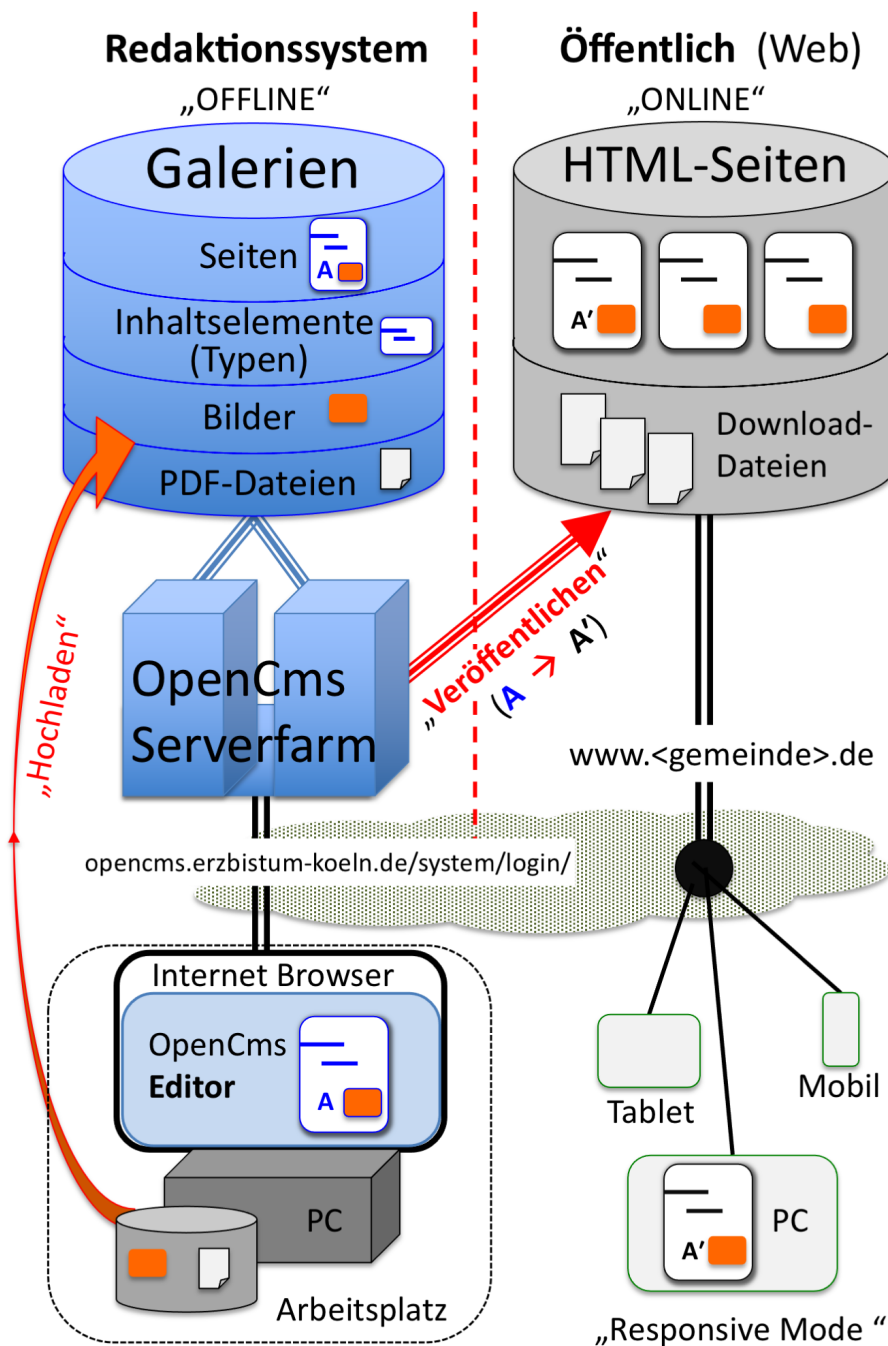 Redaktionssystem
„OFFLINE“
Öffentlich (Web)
„ONLINE“
Galerien
Seiten
A
Inhaltselemente
(Typen)
Bilder
PDF-Dateien
HTML-Seiten
A′
Download-
Dateien
„Hochladen“
OpenCms
Serverfarm
„Veröffentlichen“
(A → A′)
www.<gemeinde>.de
opencms.erzbistum-koeln.de/system/login/
Internet Browser
OpenCms
Editor
A
PC
Arbeitsplatz
Tablet
Mobil
PC
A′
„Responsive Mode “